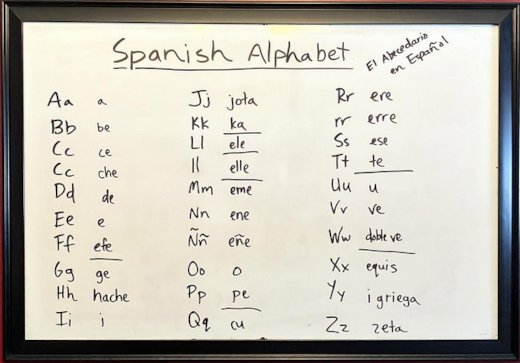 Spanish Alphabet
El Abecedario
en Español
Aa a
Bb be
Cc ce
Cc che
Dd de
Ee e
Ff efe
Gg ge
Hh hache
Ii i
Jj jota
Kk ka
Ll ele
ll elle
Mm eme
Nn ene
Ññ eñe
Oo o
Pp pe
Qq cu
Rr ere
rr erre
Ss ese
Tt te
Uu u
Vv ve
Ww doble ve
Xx equis
Yy i griega
Zz zeta